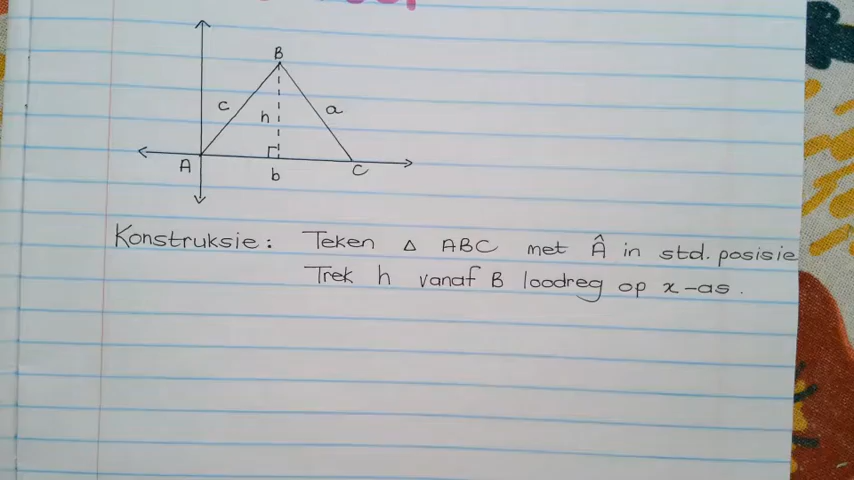 B
c
h
a
A
b
C
Konstruksie: Teken △ ABC met Â in std. posisie
Trek h vanaf B loodreg op x-as.